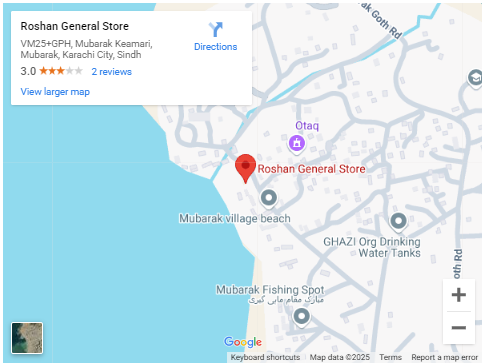 Roshan General Store
VM25+GPH, Mubarak Keamari,
Mubarak, Karachi City, Sindh
3.0
2 reviews
View larger map
Directions
ak Goth Rd
Otaq
Roshan General Store
Mubarak village beach
GHAZI Org Drinking
Water Tanks
oth Rd
Mubarak Fishing Spot
مبارک مقام ماہی گیری
Google
Keyboard shortcuts
Map data ©2025
Terms
Report a map error